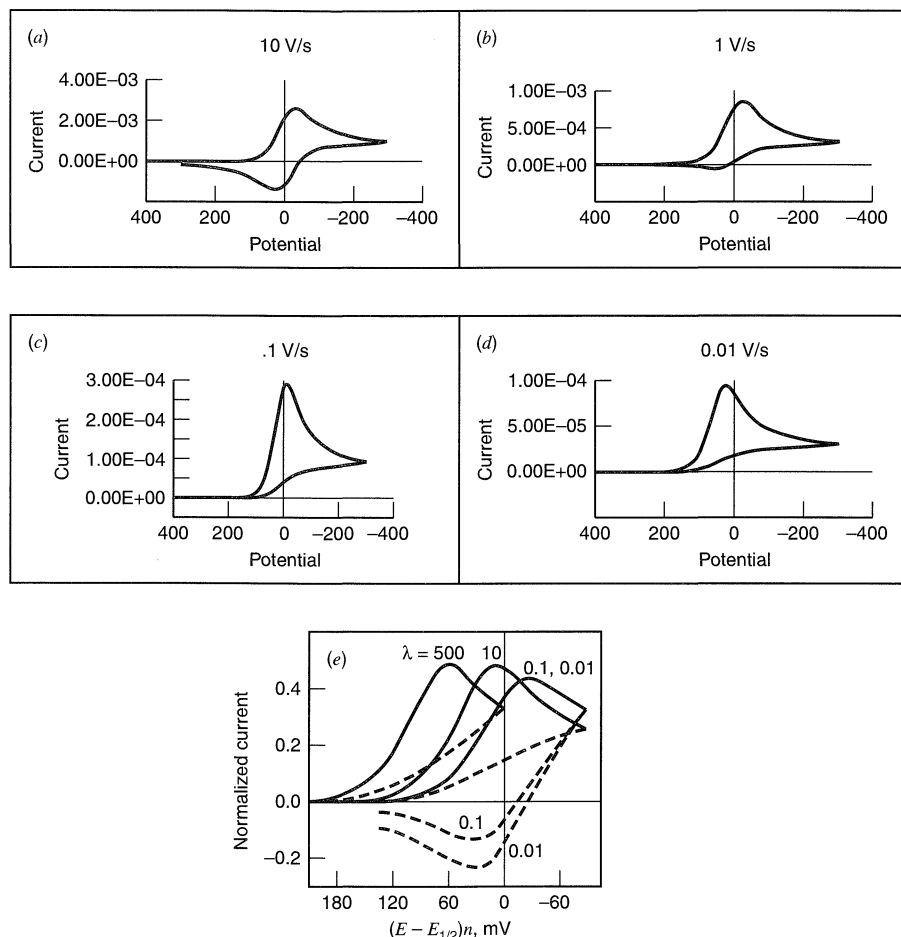 (a)
10 V/s
4.00E−03
2.00E−03
0.00E+00
Current
400 200 0 −200 −400
Potential
(b)
1 V/s
1.00E−03
5.00E−04
0.00E+00
Current
400 200 0 −200 −400
Potential
(c)
.1 V/s
3.00E−04
2.00E−04
1.00E−04
0.00E+00
Current
400 200 0 −200 −400
Potential
(d)
0.01 V/s
1.00E−04
5.00E−05
0.00E+00
Current
400 200 0 −200 −400
Potential
(e)
λ = 500 10
0.1, 0.01
0.4
0.2
0.0
−0.2
Normalized current
0.1
0.01
180 120 60 0 −60
(E − E1/2)n, mV